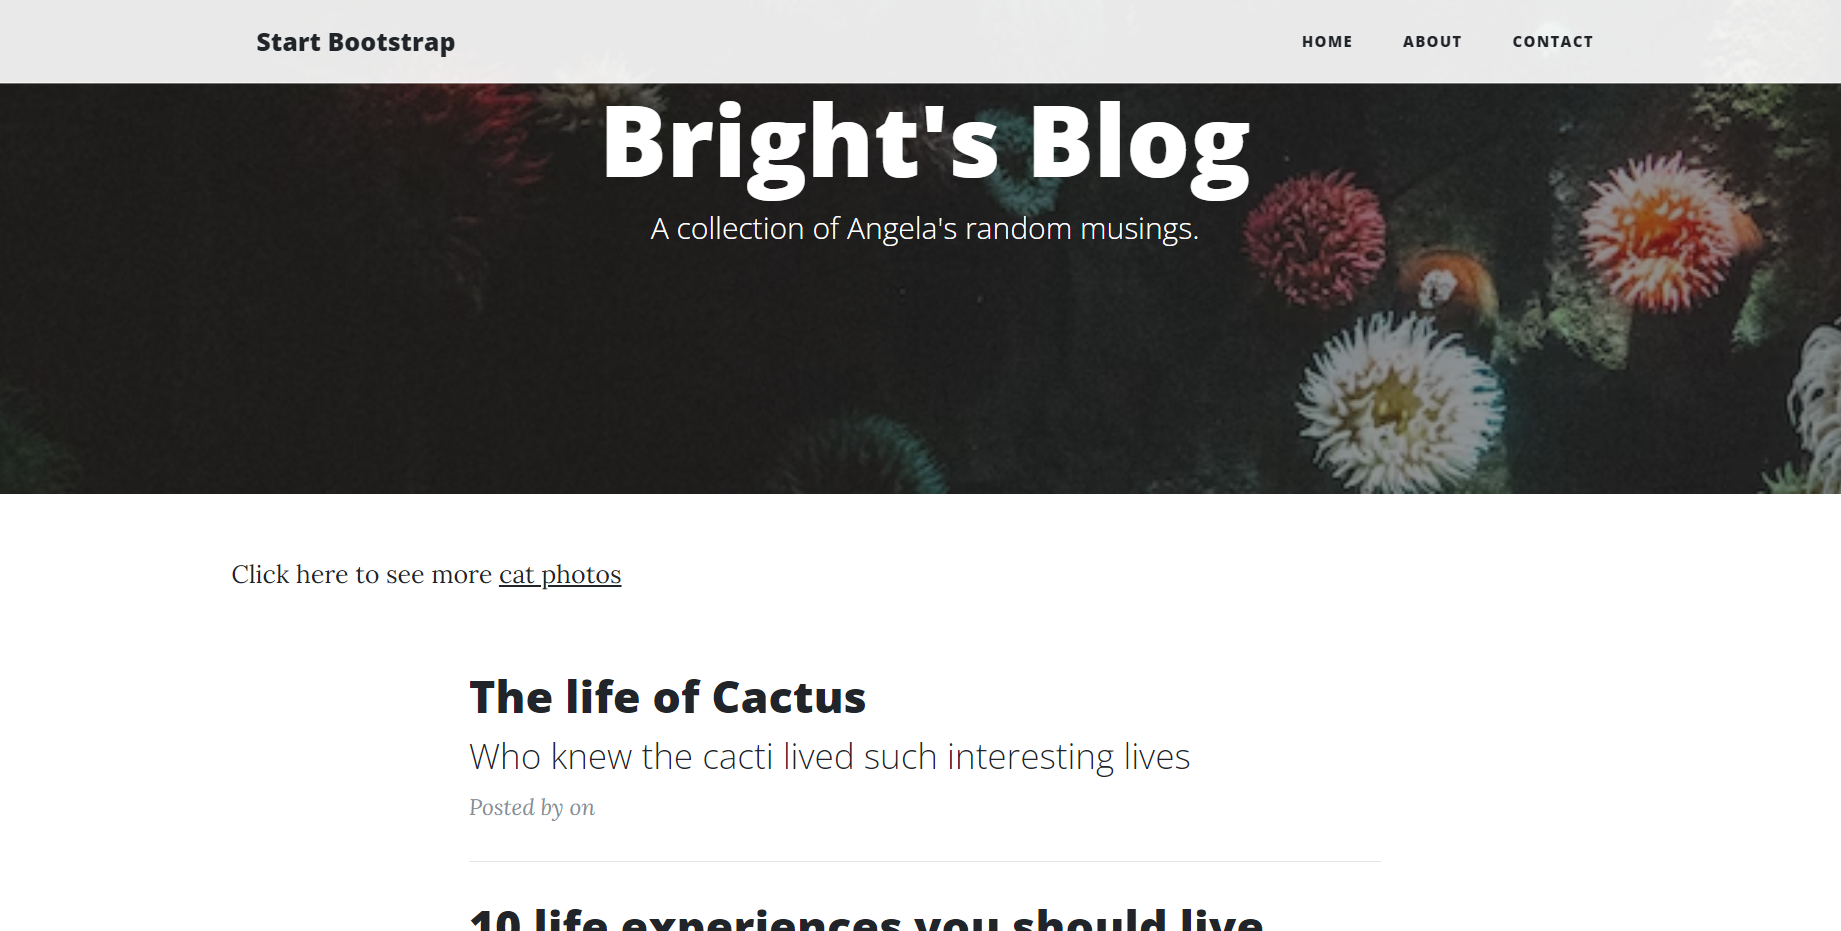 Start Bootstrap
HOME ABOUT CONTACT
Bright's Blog
A collection of Angela's random musings.
Click here to see more cat photos
The life of Cactus
Who knew the cacti lived such interesting lives
Posted by on
10 life experiences you should live